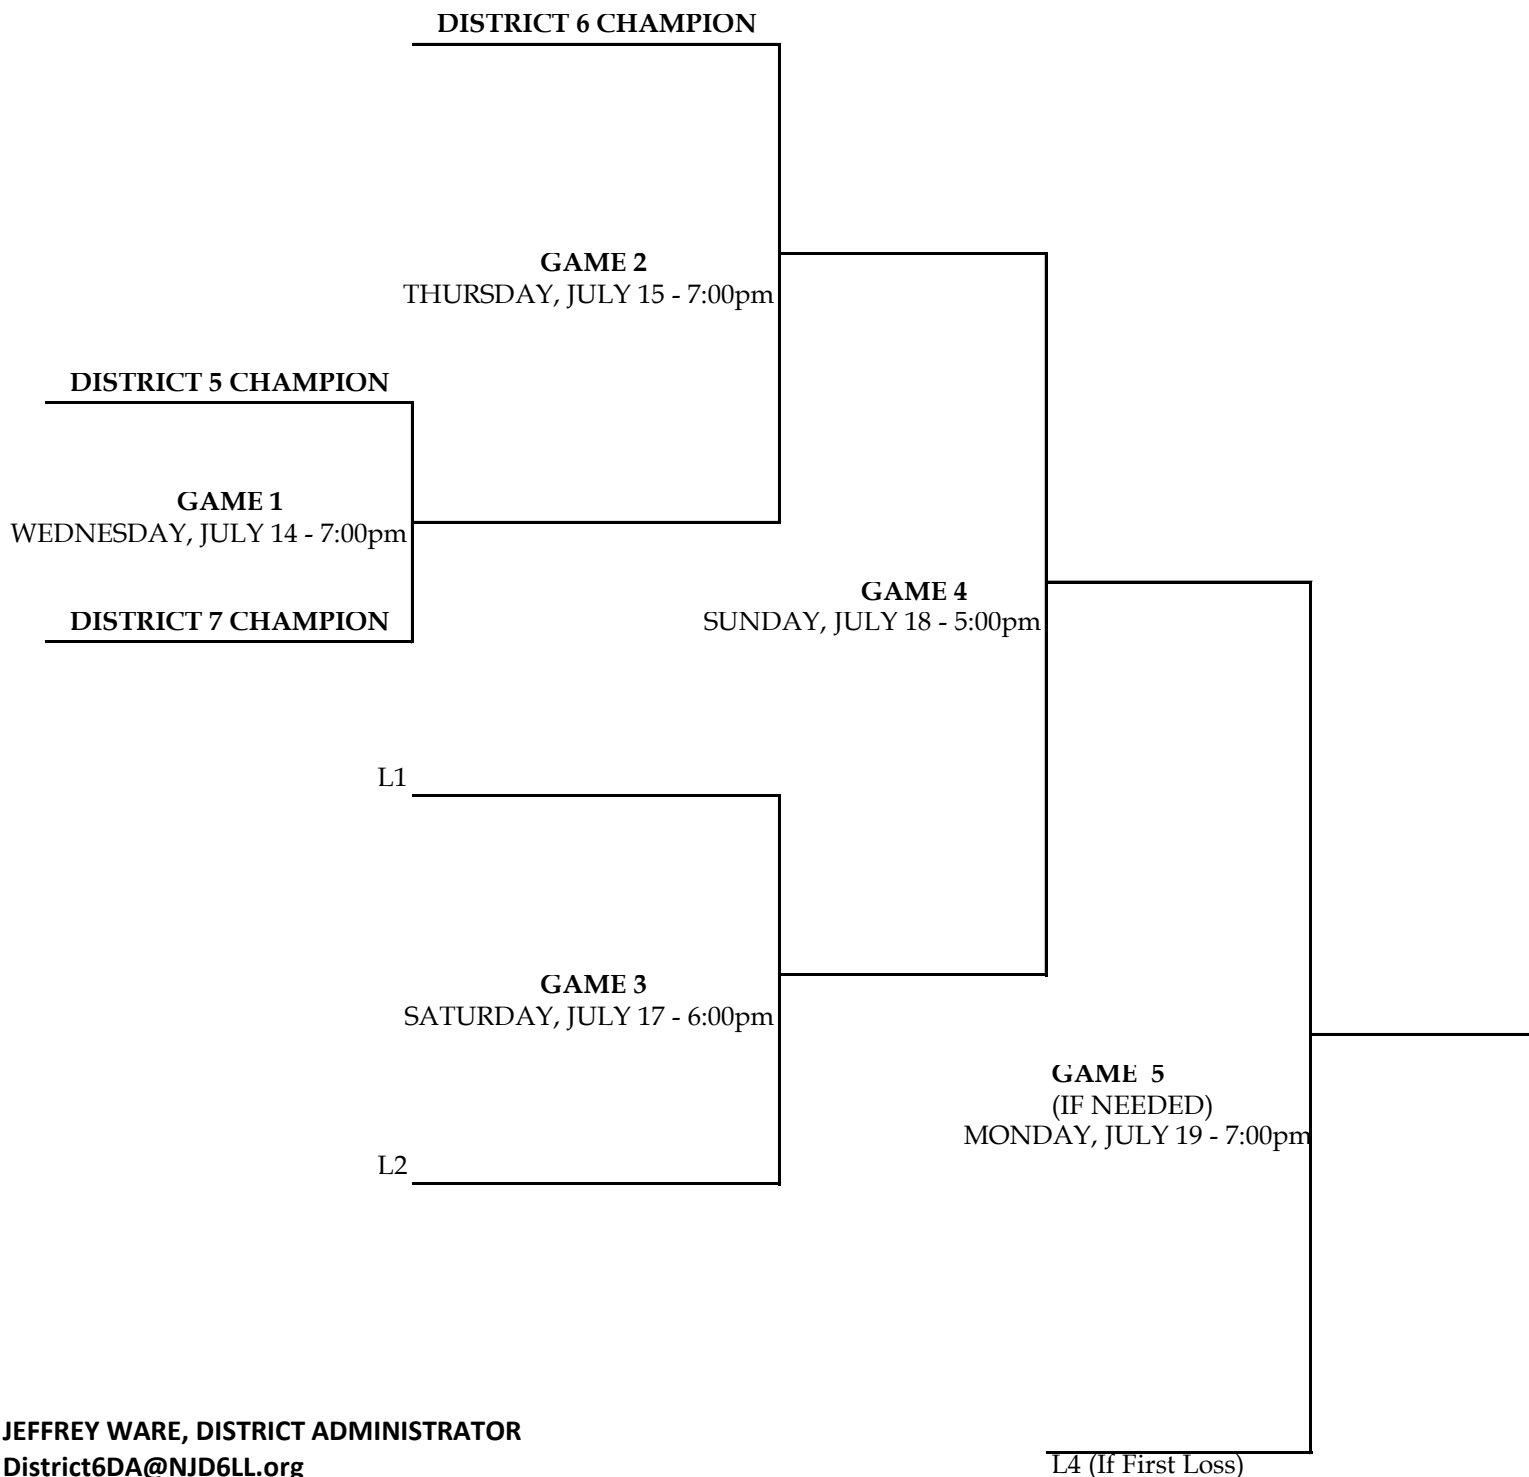 DISTRICT 6 CHAMPION
GAME 2
THURSDAY, JULY 15 - 7:00pm
DISTRICT 5 CHAMPION
GAME 1
WEDNESDAY, JULY 14 - 7:00pm
GAME 4
SUNDAY, JULY 18 - 5:00pm
DISTRICT 7 CHAMPION
L1
GAME 3
SATURDAY, JULY 17 - 6:00pm
GAME 5
(IF NEEDED)
MONDAY, JULY 19 - 7:00pm
L2
JEFFREY WARE, DISTRICT ADMINISTRATOR
District6DA@NJD6LL.org
L4 (If First Loss)